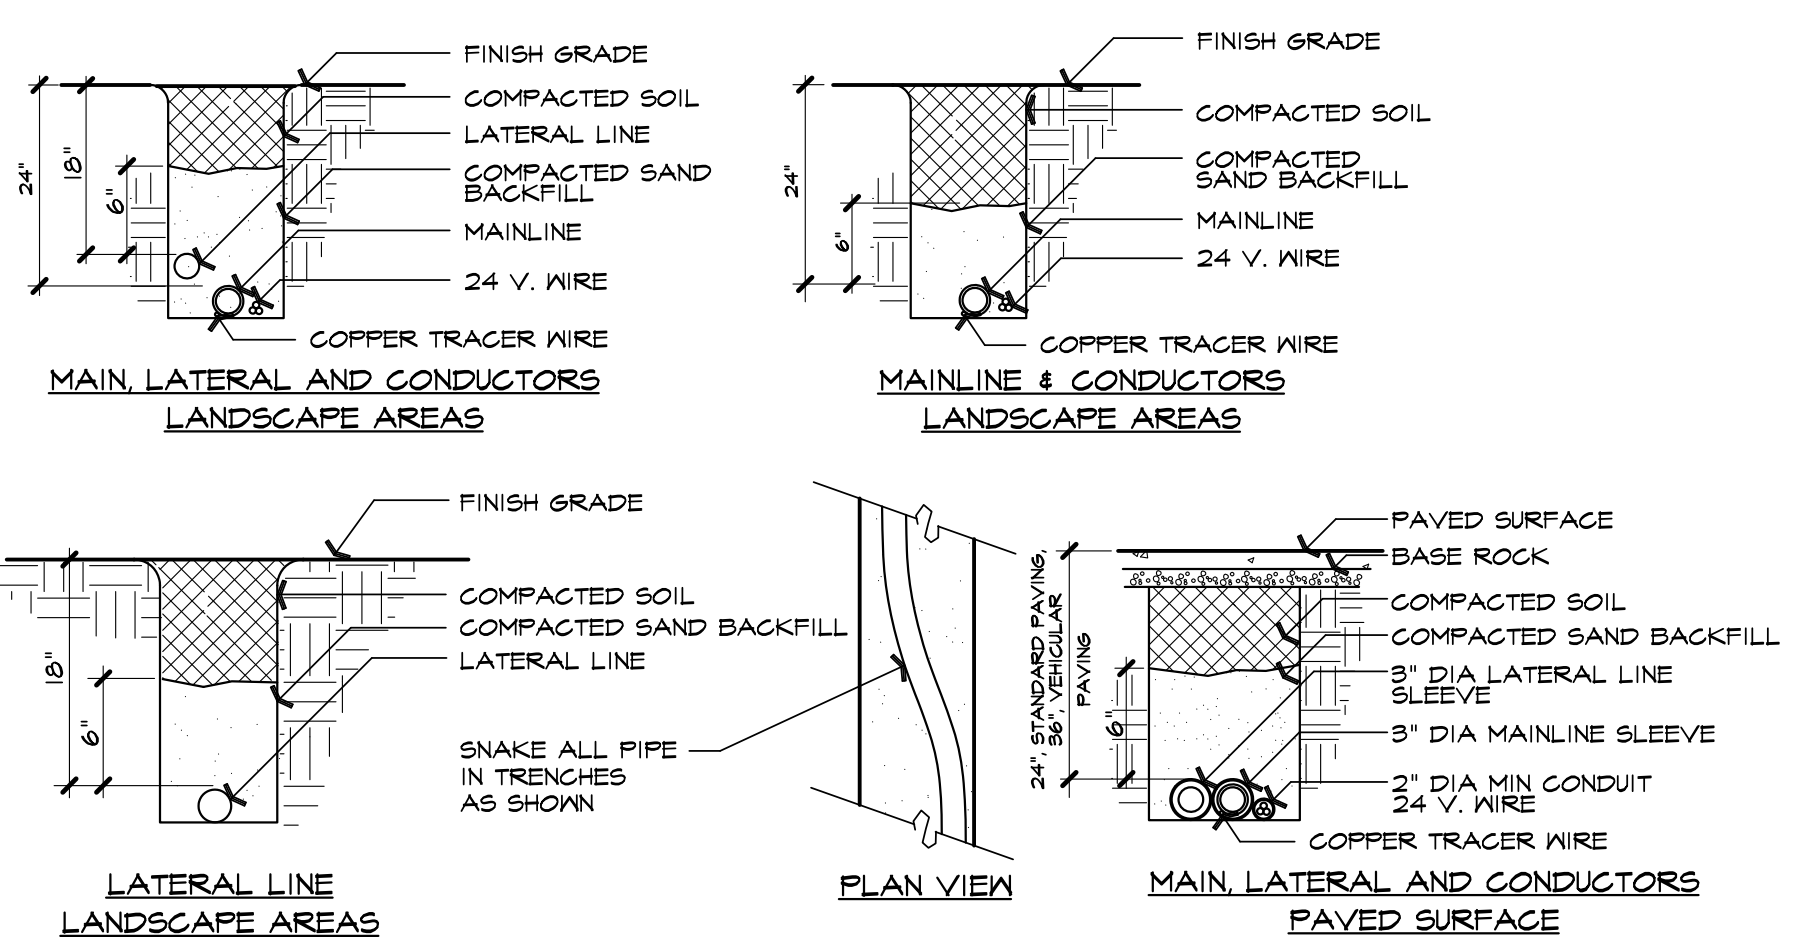 FINISH GRADE
COMPACTED SOIL
LATERAL LINE
COMPACTED SAND
BACKFILL
MAINLINE
24 V. WIRE
COPPER TRACER WIRE
24"
18"
6"
MAIN, LATERAL AND CONDUCTORS
LANDSCAPE AREAS
FINISH GRADE
COMPACTED SOIL
COMPACTED
SAND BACKFILL
MAINLINE
24 V. WIRE
COPPER TRACER WIRE
24"
6"
MAINLINE & CONDUCTORS
LANDSCAPE AREAS
FINISH GRADE
COMPACTED SOIL
COMPACTED SAND BACKFILL
LATERAL LINE
18"
6"
LATERAL LINE
LANDSCAPE AREAS
SNAKE ALL PIPE
IN TRENCHES
AS SHOWN
PLAN VIEW
24", STANDARD PAVING,
36", VEHICULAR
PAVING
6"
PAVED SURFACE
BASE ROCK
COMPACTED SOIL
COMPACTED SAND BACKFILL
3" DIA LATERAL LINE
SLEEVE
3" DIA MAINLINE SLEEVE
2" DIA MIN CONDUIT
24 V. WIRE
COPPER TRACER WIRE
MAIN, LATERAL AND CONDUCTORS
PAVED SURFACE